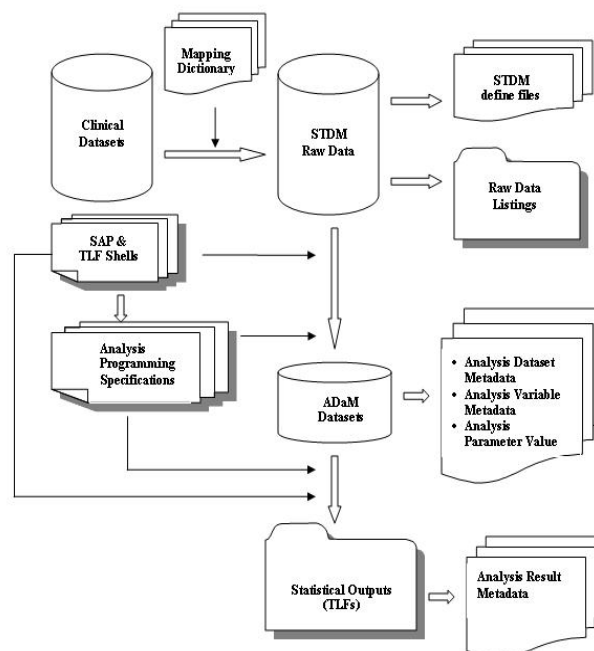 Mapping
Dictionary
Clinical
Datasets
STDM
Raw Data
STDM
define files
Raw Data
Listings
SAP &
TLF Shells
Analysis
Programming
Specifications
ADaM
Datasets
• Analysis Dataset
Metadata
• Analysis Variable
Metadata
• Analysis
Parameter Value
Statistical Outputs
(TLFs)
Analysis Result
Metadata